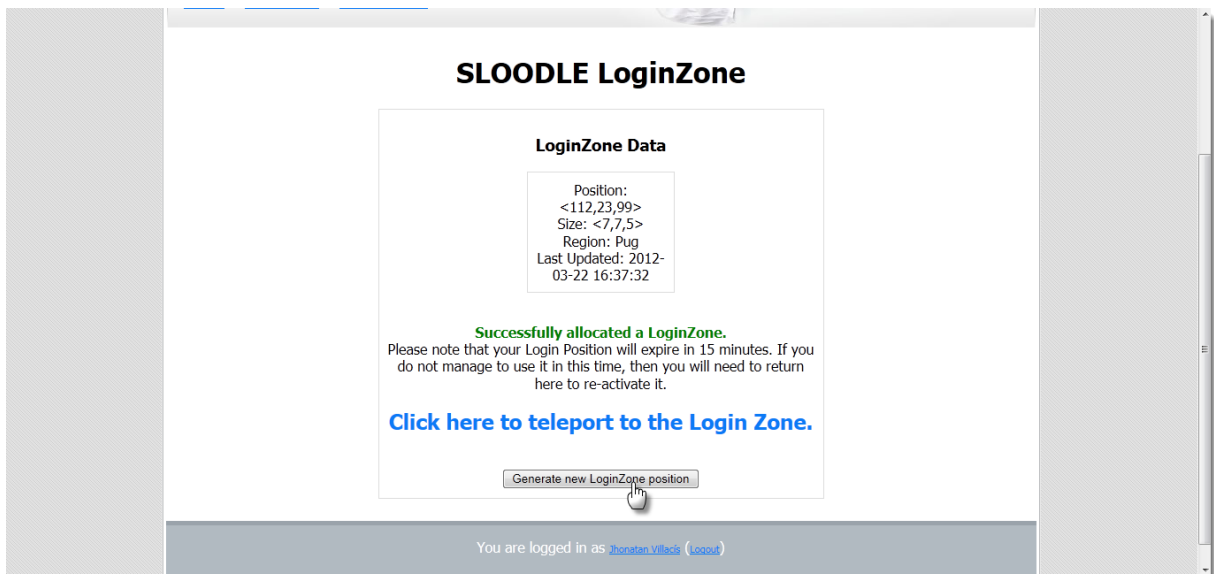 SLOODLE LoginZone
LoginZone Data
Position:
<112,23,99>
Size: <7,7,5>
Region: Pug
Last Updated: 2012-
03-22 16:37:32
Successfully allocated a LoginZone.
Please note that your Login Position will expire in 15 minutes. If you
do not manage to use it in this time, then you will need to return
here to re-activate it.
Click here to teleport to the Login Zone.
Generate new LoginZone position
You are logged in as Jhonatan Villacís (Logout)